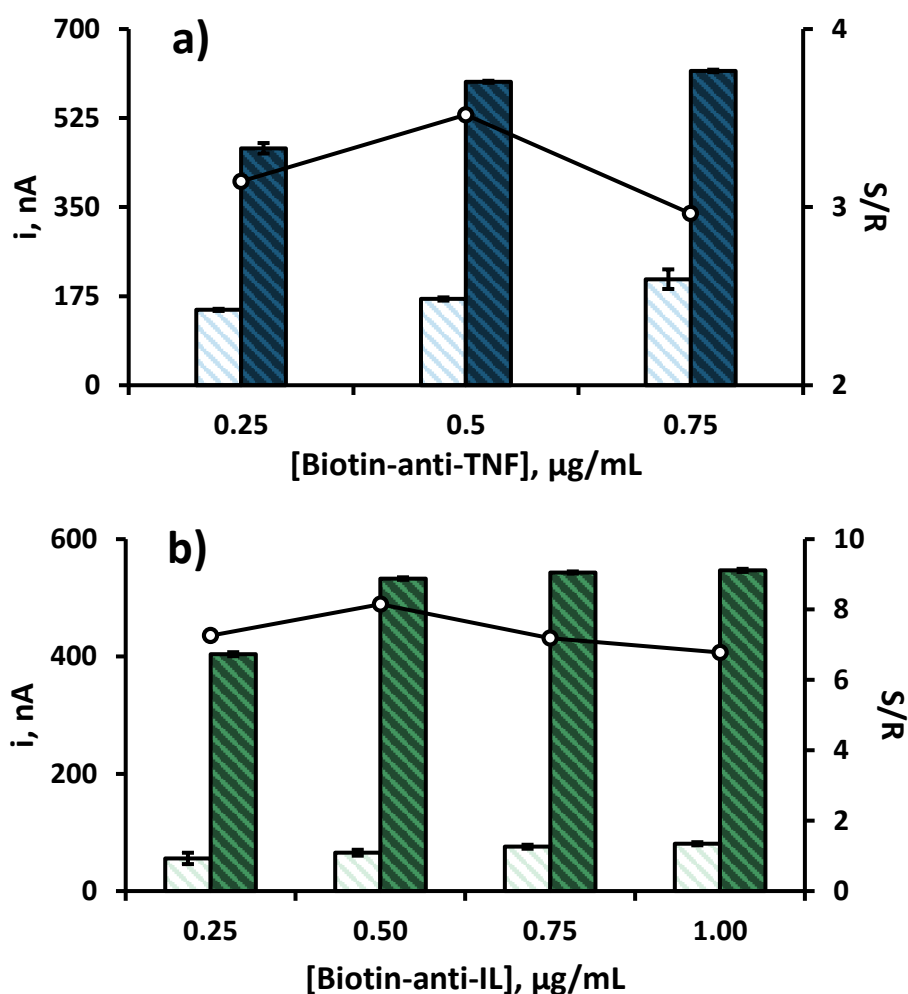 a)
700
525
350
175
0
i, nA
4
3
2
S/R
0.25 0.5 0.75
[Biotin-anti-TNF], µg/mL
b)
600
400
200
0
i, nA
10
8
6
4
2
0
S/R
0.25 0.50 0.75 1.00
[Biotin-anti-IL], µg/mL